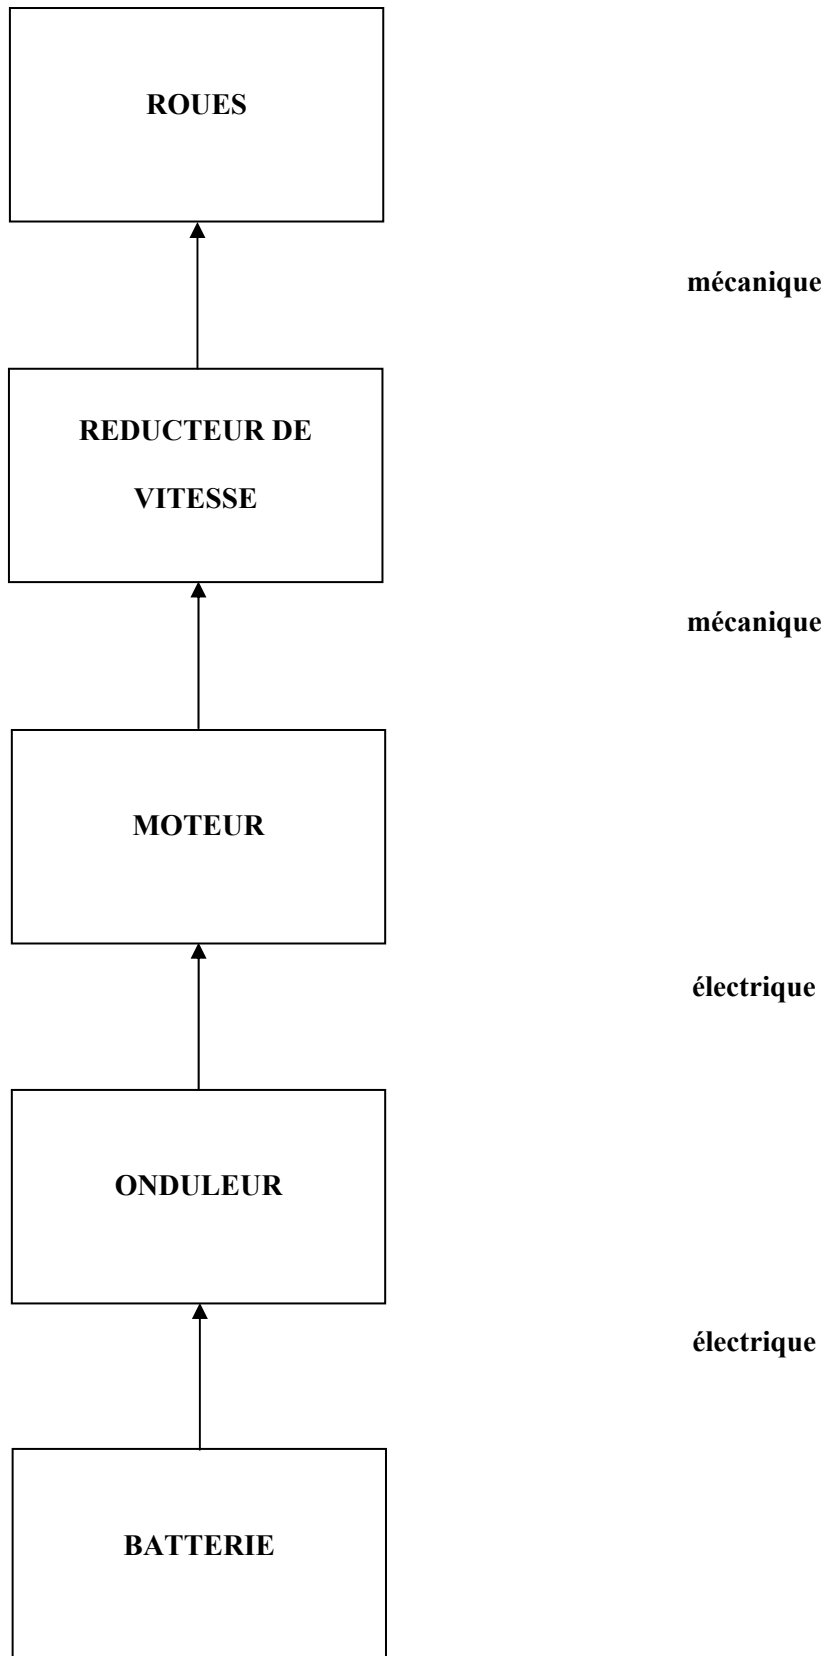 ROUES
mécanique
REDUCTEUR DE
VITESSE
mécanique
MOTEUR
électrique
ONDULEUR
électrique
BATTERIE